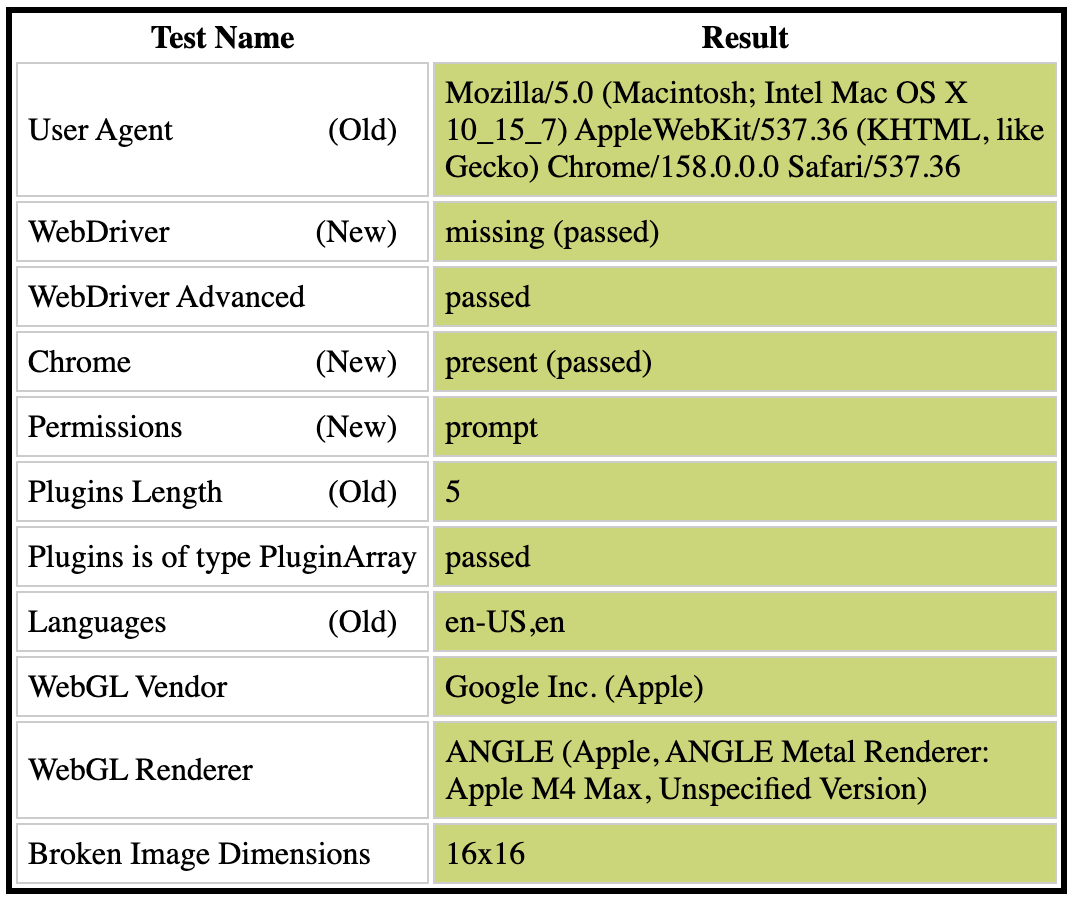 Test Name Result
User Agent (Old) Mozilla/5.0 (Macintosh; Intel Mac OS X
10_15_7) AppleWebKit/537.36 (KHTML, like
Gecko) Chrome/158.0.0.0 Safari/537.36
WebDriver (New) missing (passed)
WebDriver Advanced passed
Chrome (New) present (passed)
Permissions (New) prompt
Plugins Length (Old) 5
Plugins is of type PluginArray passed
Languages (Old) en-US,en
WebGL Vendor Google Inc. (Apple)
WebGL Renderer ANGLE (Apple, ANGLE Metal Renderer:
Apple M4 Max, Unspecified Version)
Broken Image Dimensions 16x16